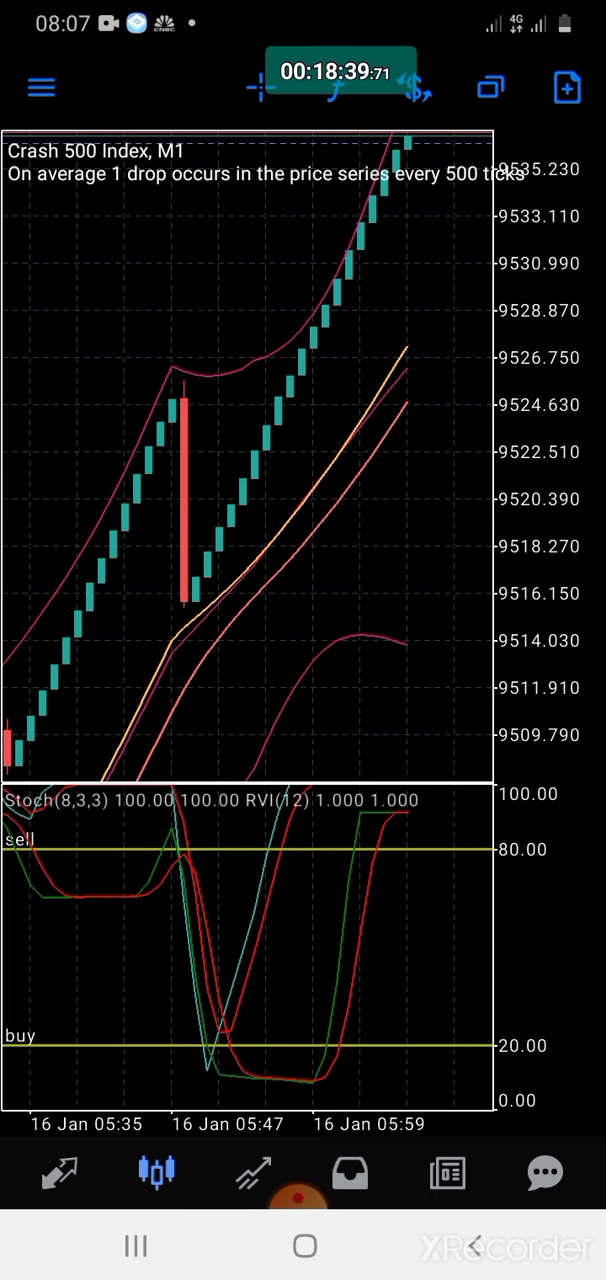 08:07
CNBC
4G
00:18:39.71
Crash 500 Index, M1
On average 1 drop occurs in the price series every 500 ticks
9535.230
9533.110
9530.990
9528.870
9526.750
9524.630
9522.510
9520.390
9518.270
9516.150
9514.030
9511.910
9509.790
Stoch(8,3,3) 100.00 100.00 RVI(12) 1.000 1.000
100.00
sell
80.00
buy
20.00
0.00
16 Jan 05:35
16 Jan 05:47
16 Jan 05:59
XRecorder